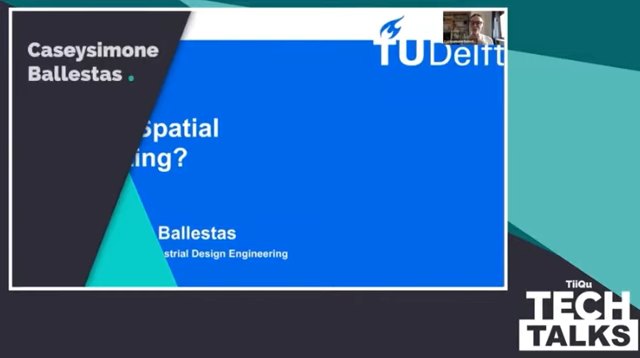 Caseysimone
Ballestas.
TUDelft
Spatial
ing?
Ballestas
strial Design Engineering
TiiQu
TECH
TALKS